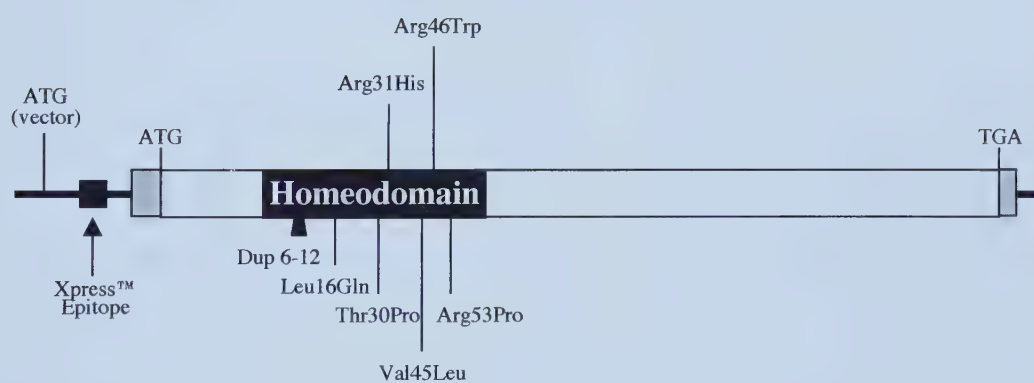 Arg46Trp
Arg31His
ATG
(vector)
ATG
TGA
Homeodomain
Dup 6-12
Leu16Gln
Thr30Pro
Arg53Pro
Val45Leu
Xpress™
Epitope